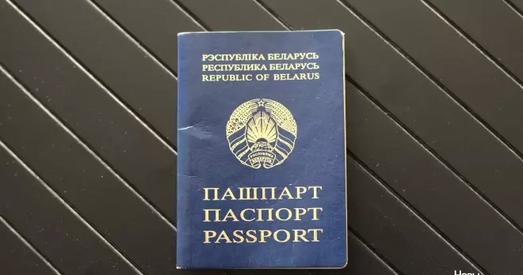 РЭСПУБЛІКА БЕЛАРУСЬ
РЕСПУБЛИКА БЕЛАРУСЬ
REPUBLIC OF BELARUS
ПАШПАРТ
ПАСПОРТ
PASSPORT